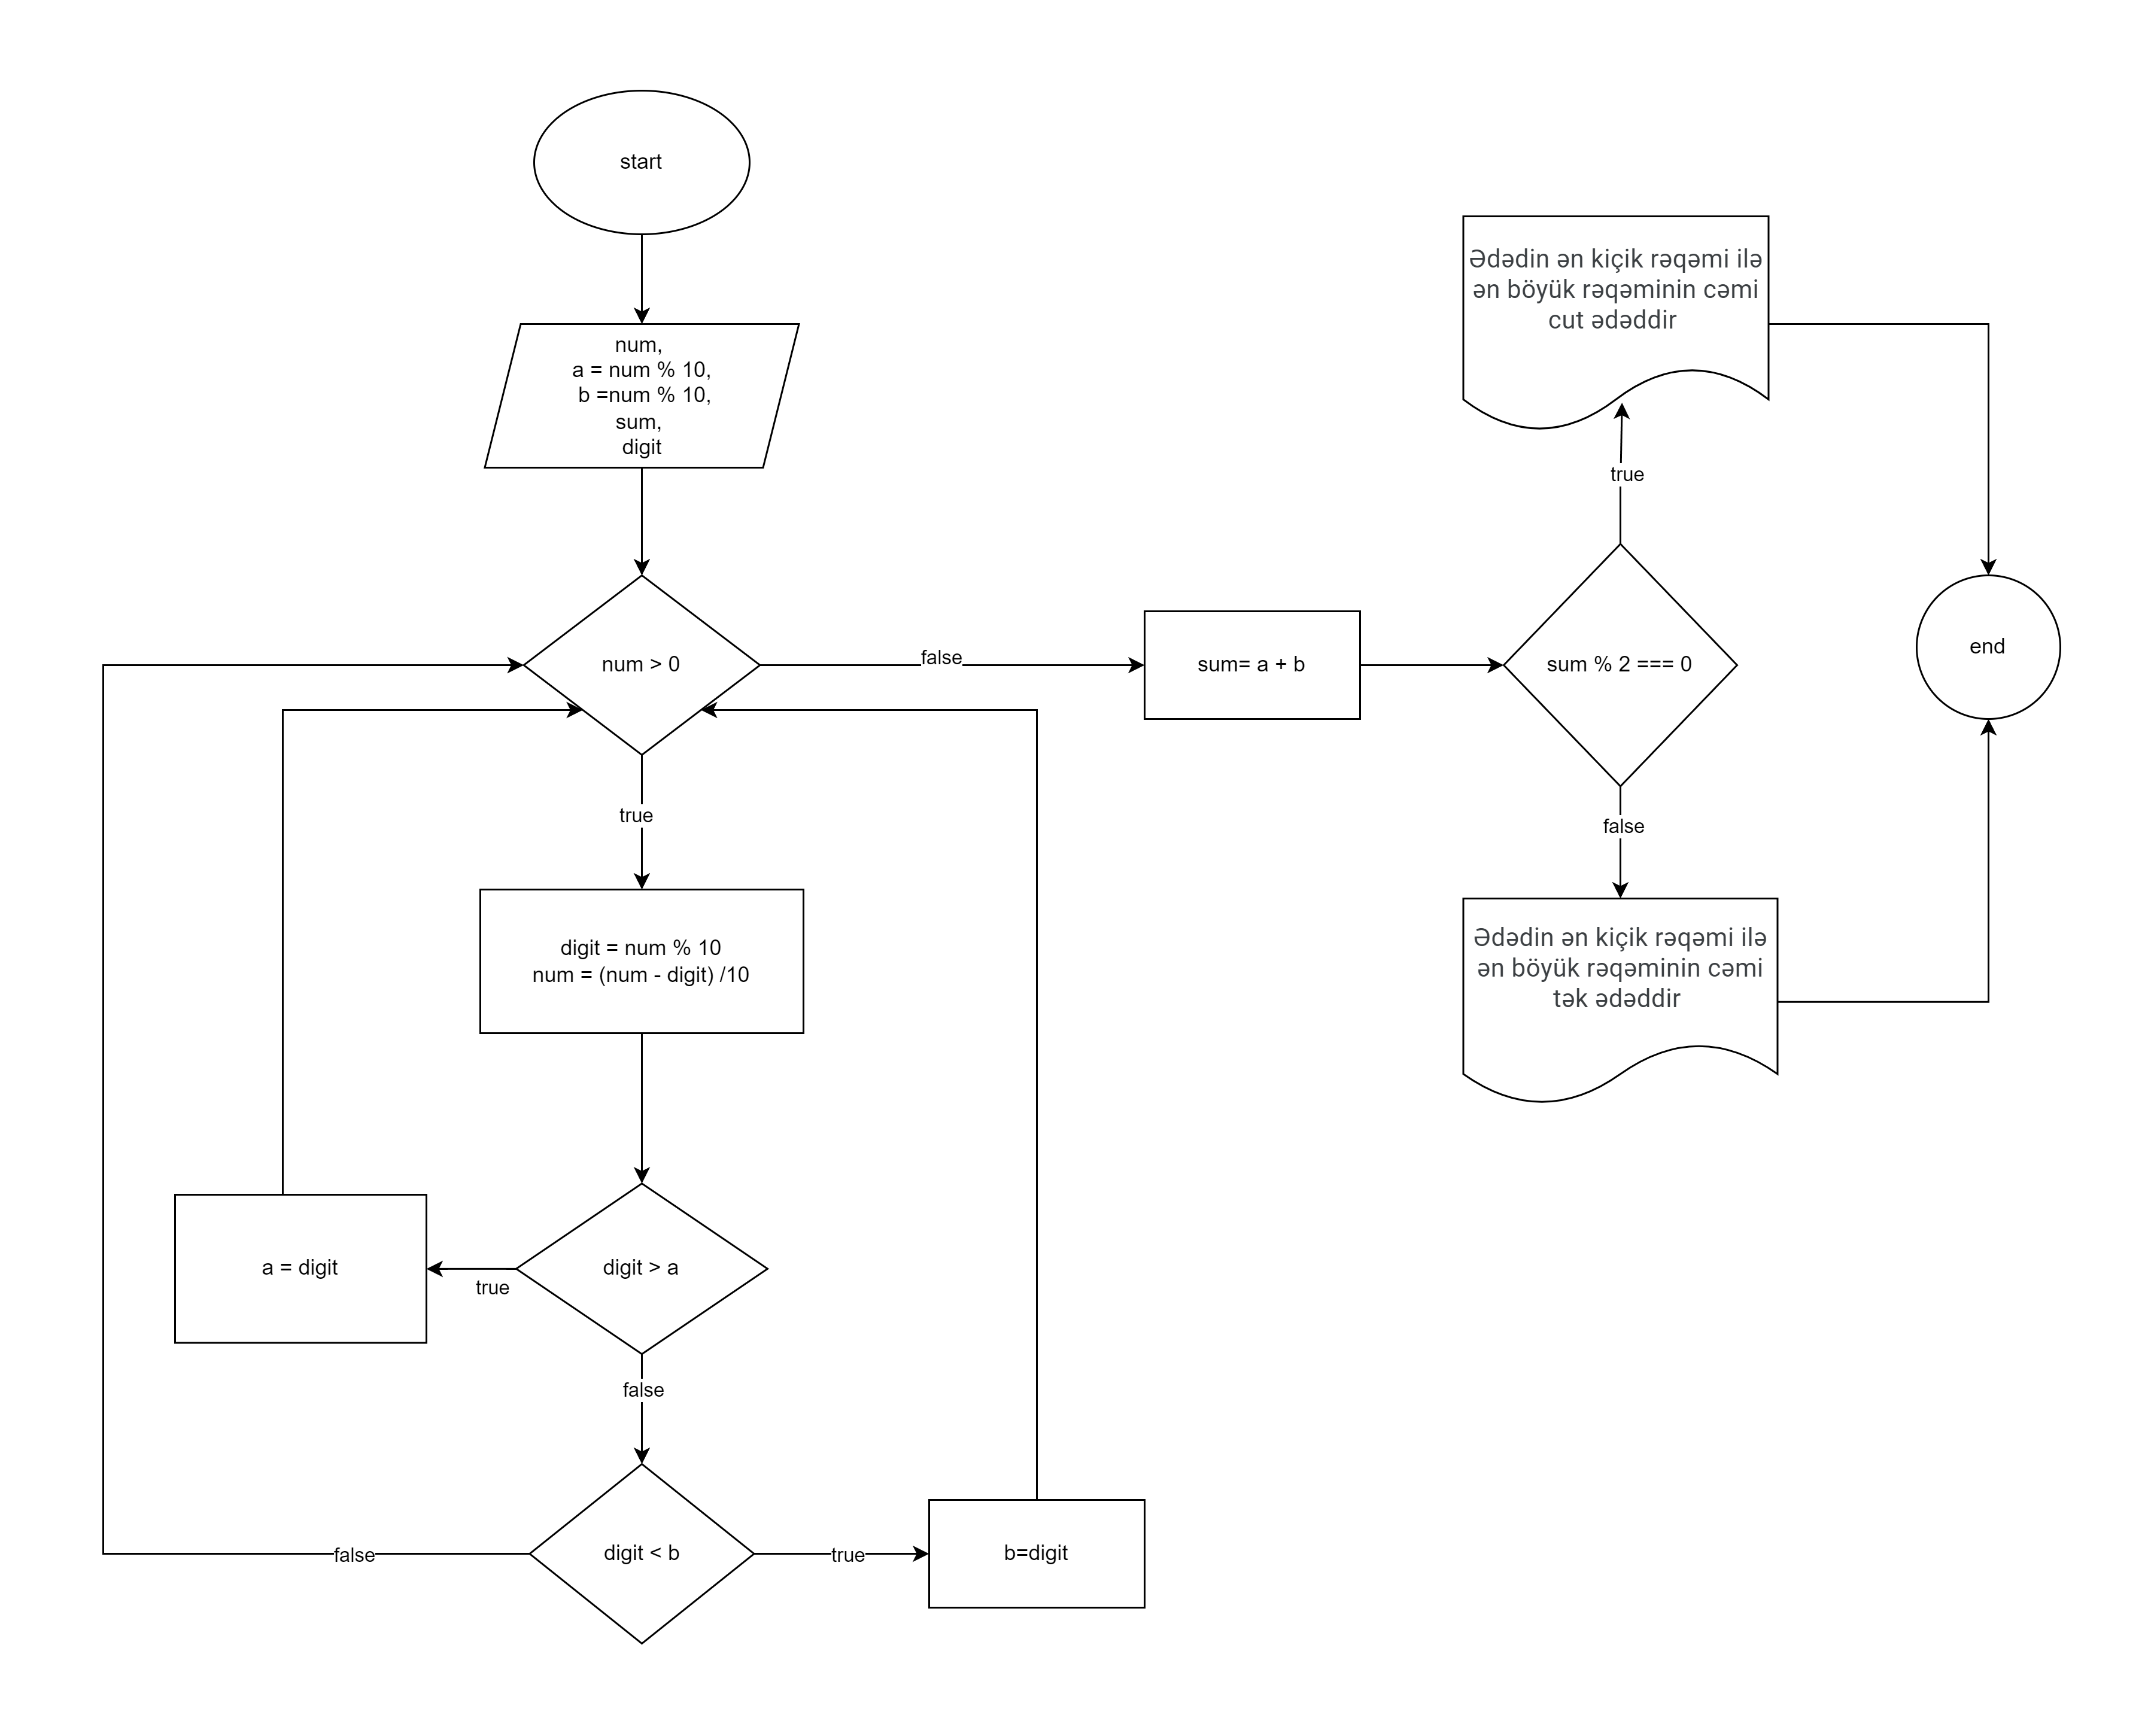 start
num,
a = num % 10,
b =num % 10,
sum,
digit
num > 0
false
sum= a + b
sum % 2 === 0
true
Ədədin ən kiçik rəqəmi ilə
ən böyük rəqəminin cəmi
cut ədəddir
end
false
Ədədin ən kiçik rəqəmi ilə
ən böyük rəqəminin cəmi
tək ədəddir
true
digit = num % 10
num = (num - digit) /10
digit > a
true
a = digit
false
digit < b
false
true
b=digit